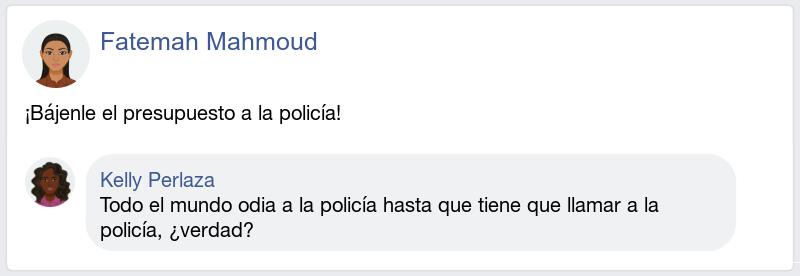 Fatemah Mahmoud
¡Bájenle el presupuesto a la policía!
Kelly Perlaza
Todo el mundo odia a la policía hasta que tiene que llamar a la
policía, ¿verdad?